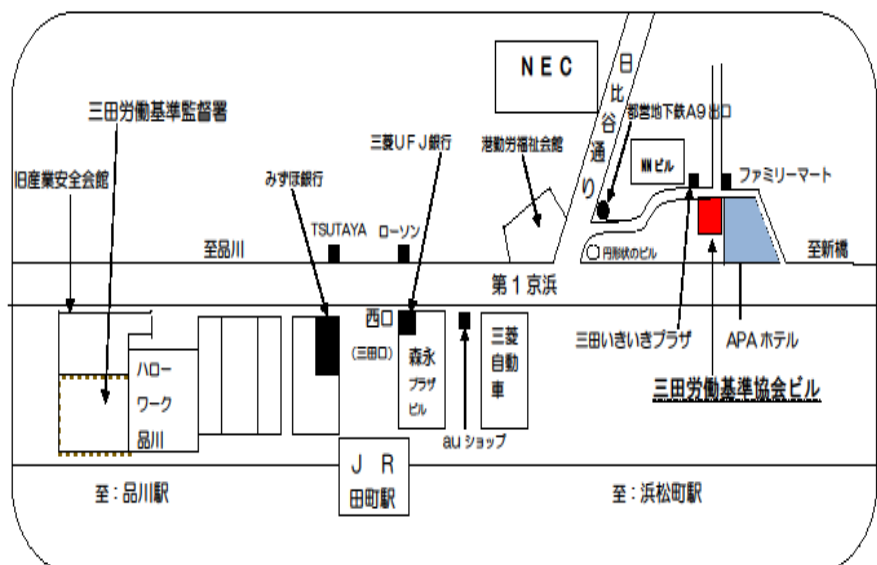 NEC
日比谷通り
都営地下鉄A9出口
三田労働基準監督署
三菱UFJ銀行
港勤労福祉会館
NNビル
ファミリーマート
旧産業安全会館
みずほ銀行
TSUTAYA
ローソン
至品川
円形状のビル
至新橋
第1京浜
西口
(三田口)
森永
プラザ
ビル
三菱
自動車
三田いきいきプラザ
APAホテル
三田労働基準協会ビル
ハロー
ワーク
品川
auショップ
JR
田町駅
至:品川駅
至:浜松町駅